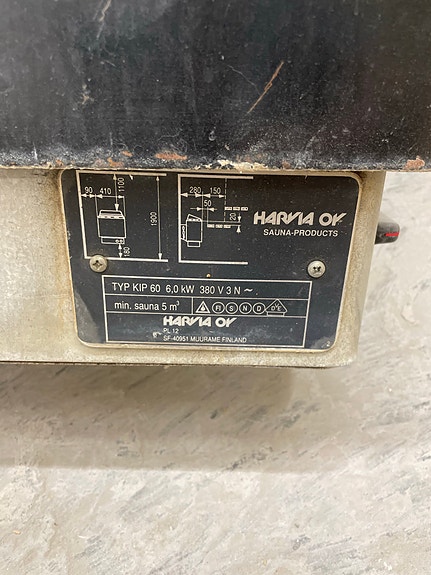 90 410
1100
1900
180
280 150
50
20
HARVIA OY
SAUNA-PRODUCTS
TYP KIP 60 6,0 kW 380 V 3 N ~
min. sauna 5 m³
FI S N D
HARVIA OY
PL 12
SF-40951 MUURAME FINLAND